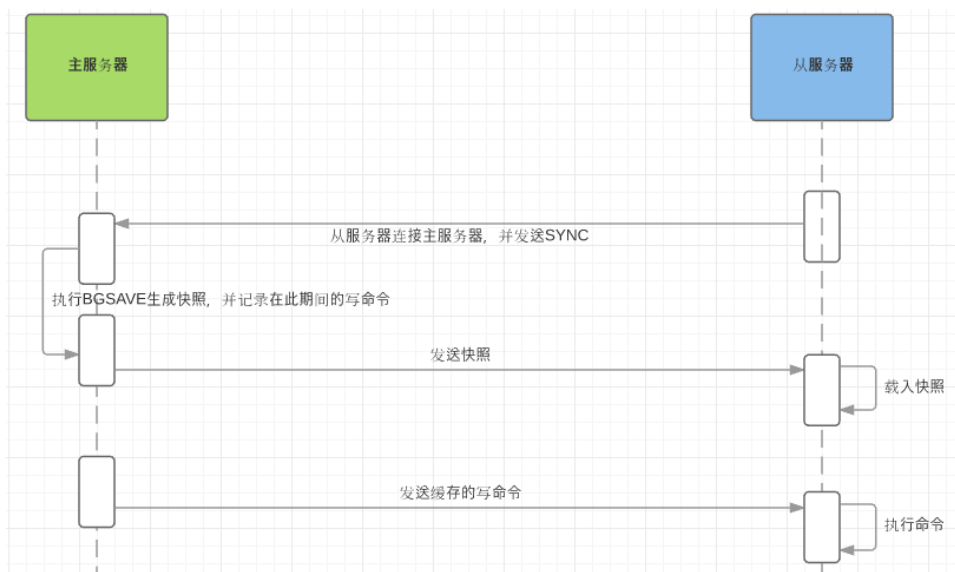 主服务器
从服务器
从服务器连接主服务器，并发送SYNC
执行BGSAVE生成快照，并记录在此期间的写命令
发送快照
载入快照
发送缓存的写命令
执行命令